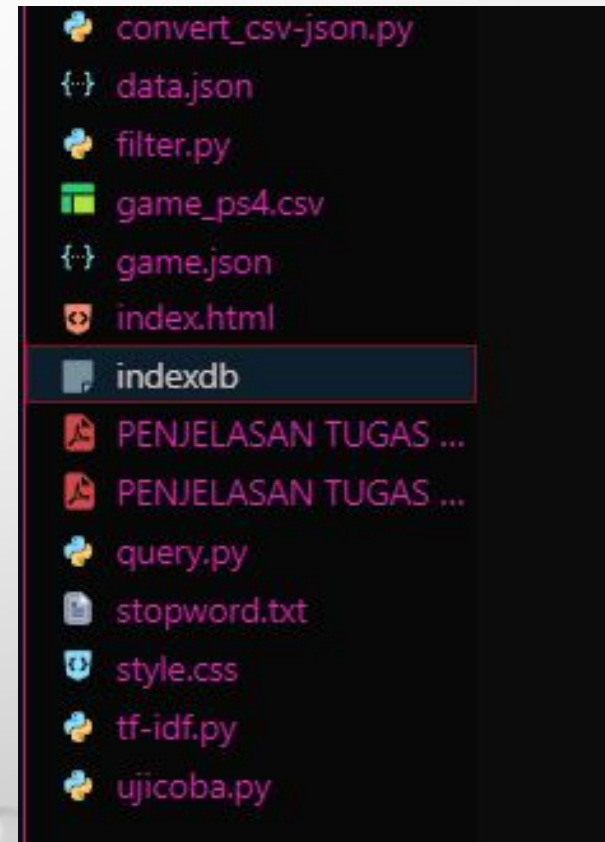 convert_csv-json.py
data.json
filter.py
game_ps4.csv
game.json
index.html
indexdb
PENJELASAN TUGAS ...
PENJELASAN TUGAS ...
query.py
stopword.txt
style.css
tf-idf.py
ujicoba.py